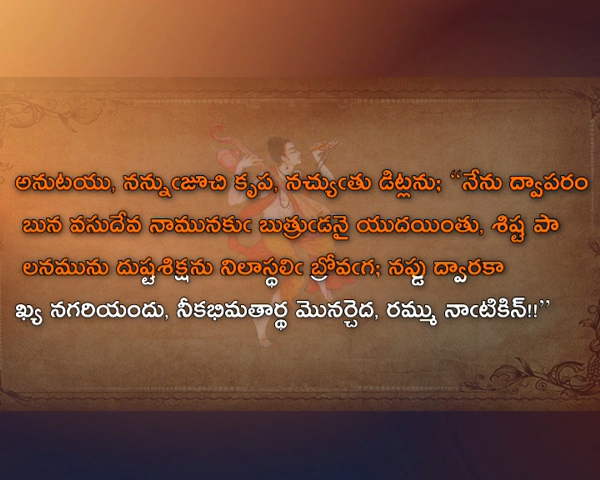 అనుటయు, నన్నుఁజూచి కృప, నచ్యుఁతు డిట్లను; “నేను ద్వాపరం
బున వసుదేవ నామునకుఁ బుత్రుఁడనై యుదయింతు, శిష్ట పా
లనమును దుష్టశిక్షను నిలాస్థలిఁ బ్రోవఁగ; నప్డు ద్వారకా
ఖ్య నగరియందు, నీకభిమతార్థ మొనర్చెద, రమ్ము నాఁటికిన్!!”